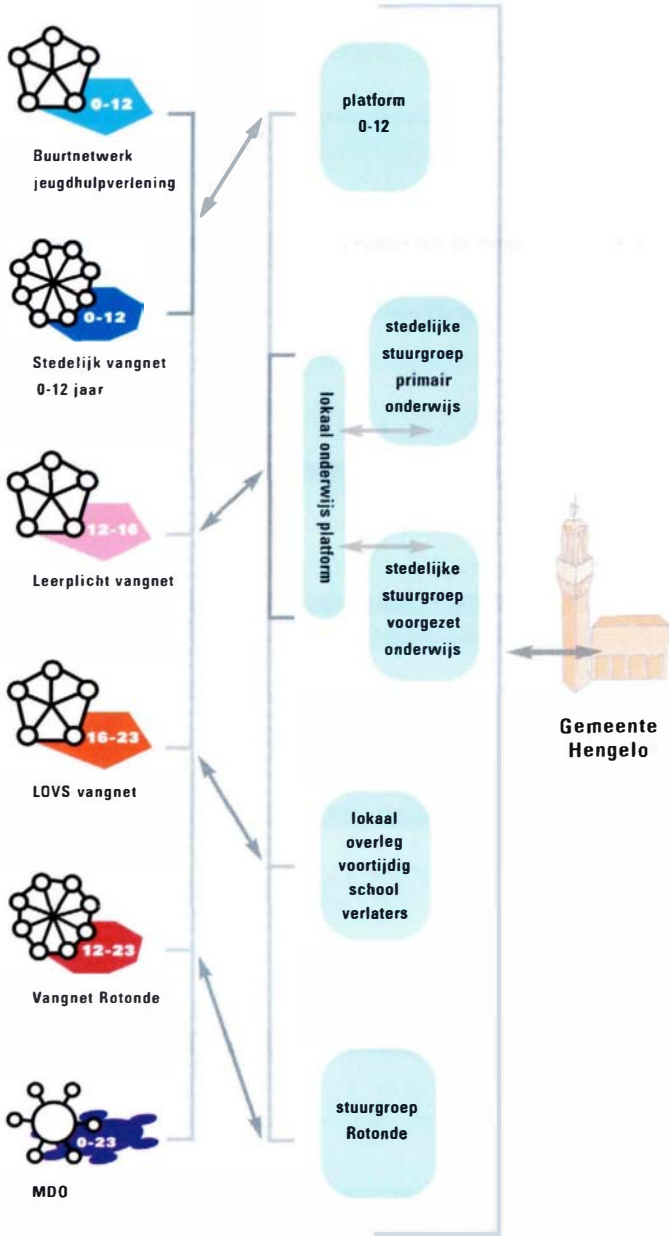 0-12
Buurtnetwerk
jeugdhulpverlening
0-12
Stedelijk vangnet
0-12 jaar
12-16
Leerplicht vangnet
16-23
LOVS vangnet
12-23
Vangnet Rotonde
0-23
MDO
platform
0-12
lokaal onderwijs platform
stedelijke
stuurgroep
primair
onderwijs
stedelijke
stuurgroep
voorgezet
onderwijs
lokaal
overleg
voortijdig
school
verlaters
stuurgroep
Rotonde
Gemeente
Hengelo